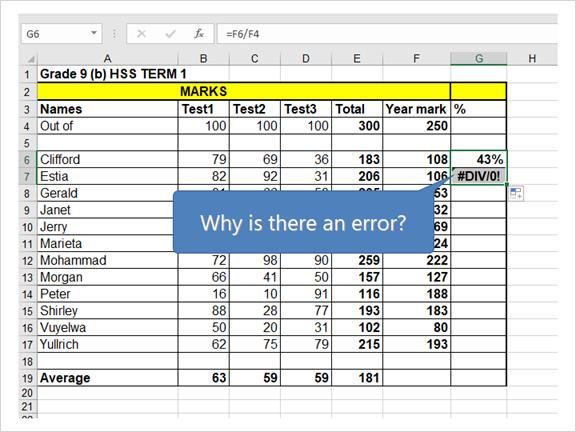 G6 fx =F6/F4
A B C D E F G H
1 Grade 9 (b) HSS TERM 1
2 MARKS
3 Names Test1 Test2 Test3 Total Year mark %
4 Out of 100 100 100 300 250
5
6 Clifford 79 69 36 183 108 43%
7 Estia 82 92 31 206 106 #DIV/0!
8 Gerald 53
9 Janet 32
10 Jerry 69
11 Marieta 24
Why is there an error?
12 Mohammad 72 98 90 259 222
13 Morgan 66 41 50 157 127
14 Peter 16 10 91 116 188
15 Shirley 88 28 77 193 183
16 Vuyelwa 50 20 31 102 80
17 Yullrich 62 75 79 215 193
18
19 Average 63 59 59 181
20
21